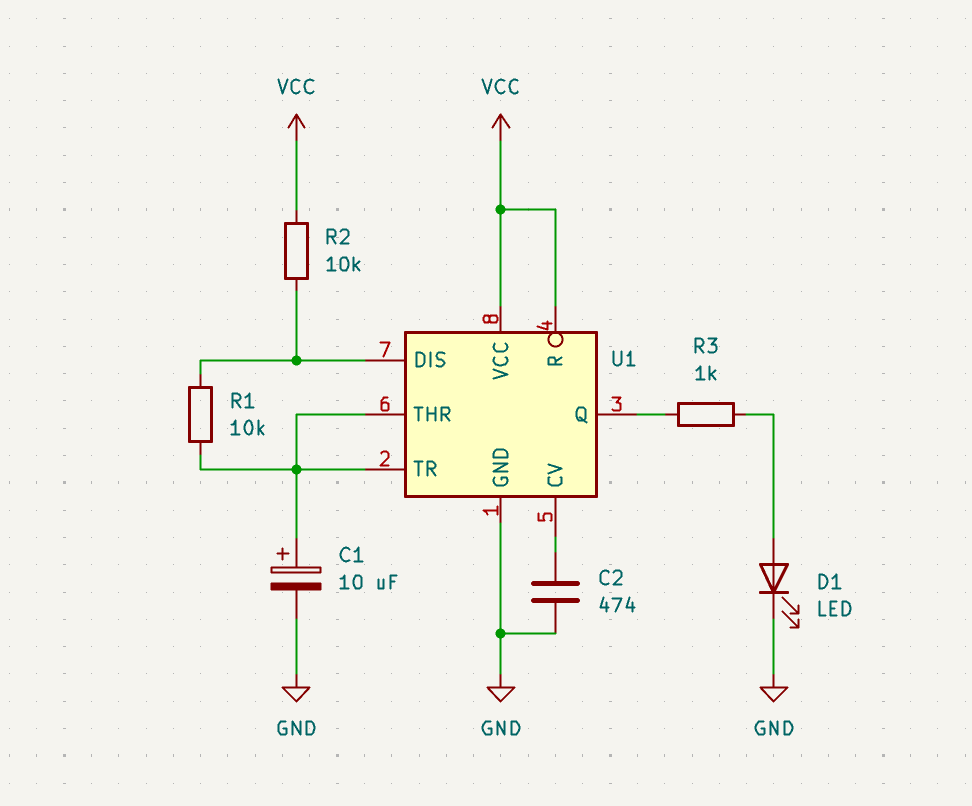 VCC
VCC
R2
10k
8
4
7
DIS
VCC
R
U1
R3
1k
R1
10k
6
THR
Q
3
2
TR
GND
CV
1
5
+
C1
10 uF
C2
474
D1
LED
GND
GND
GND